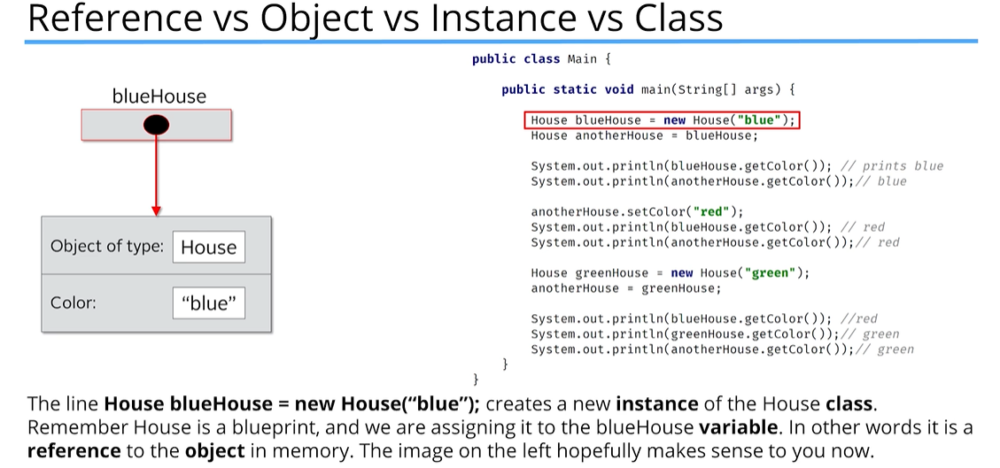 Reference vs Object vs Instance vs Class
blueHouse
Object of type: House
Color: “blue”
public class Main {
public static void main(String[] args) {
House blueHouse = new House("blue");
House anotherHouse = blueHouse;
System.out.println(blueHouse.getColor()); // prints blue
System.out.println(anotherHouse.getColor());// blue
anotherHouse.setColor("red");
System.out.println(blueHouse.getColor()); // red
System.out.println(anotherHouse.getColor());// red
House greenHouse = new House("green");
anotherHouse = greenHouse;
System.out.println(blueHouse.getColor()); //red
System.out.println(greenHouse.getColor());// green
System.out.println(anotherHouse.getColor());// green
}
}
The line House blueHouse = new House(“blue”); creates a new instance of the House class.
Remember House is a blueprint, and we are assigning it to the blueHouse variable. In other words it is a
reference to the object in memory. The image on the left hopefully makes sense to you now.